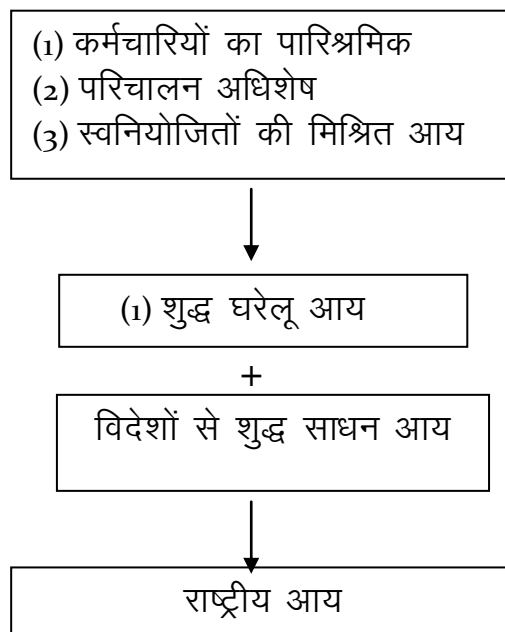 (1) कर्मचारियों का पारिश्रमिक
(2) परिचालन अधिशेष
(3) स्वनियोजितों की मिश्रित आय
(1) शुद्ध घरेलू आय
+
विदेशों से शुद्ध साधन आय
राष्ट्रीय आय